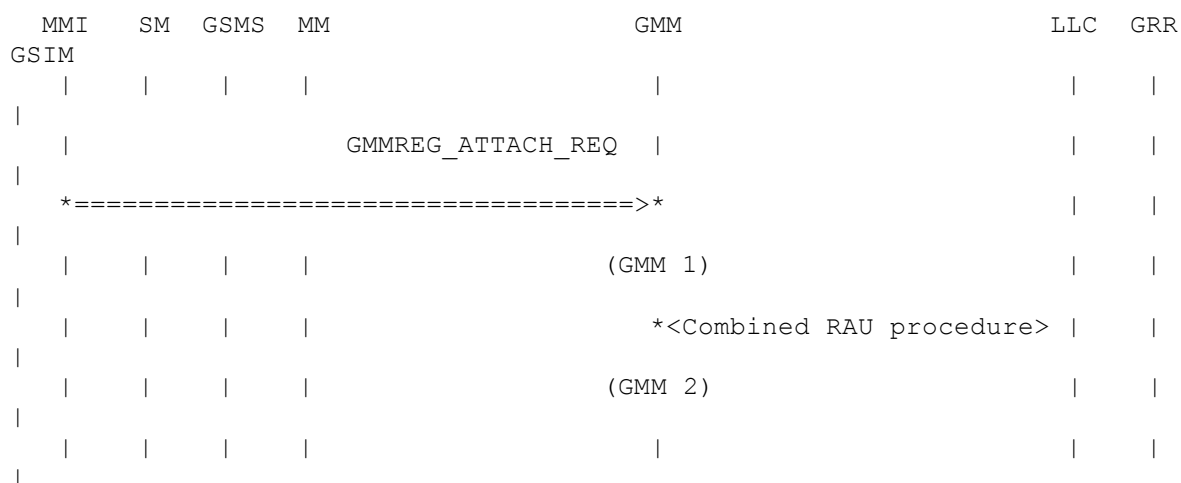 MMI   SM  GSMS  MM                    GMM                       LLC  GRR
GSIM
   |    |    |    |                      |                         |    |
|
   |                 GMMREG_ATTACH_REQ   |                         |    |
|
   *====================================>*                         |    |
|
   |    |    |    |                   (GMM 1)                      |    |
|
   |    |    |    |                      *<Combined RAU procedure> |    |
|
   |    |    |    |                   (GMM 2)                      |    |
|
   |    |    |    |                      |                         |    |
|